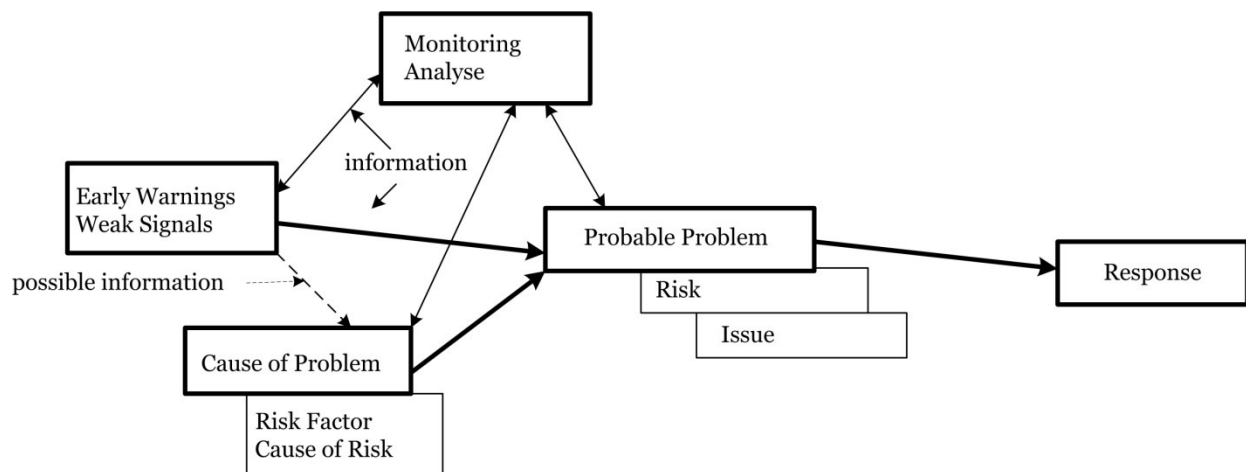 Monitoring
Analyse
information
Early Warnings
Weak Signals
Probable Problem
Response
possible information
Risk
Issue
Cause of Problem
Risk Factor
Cause of Risk